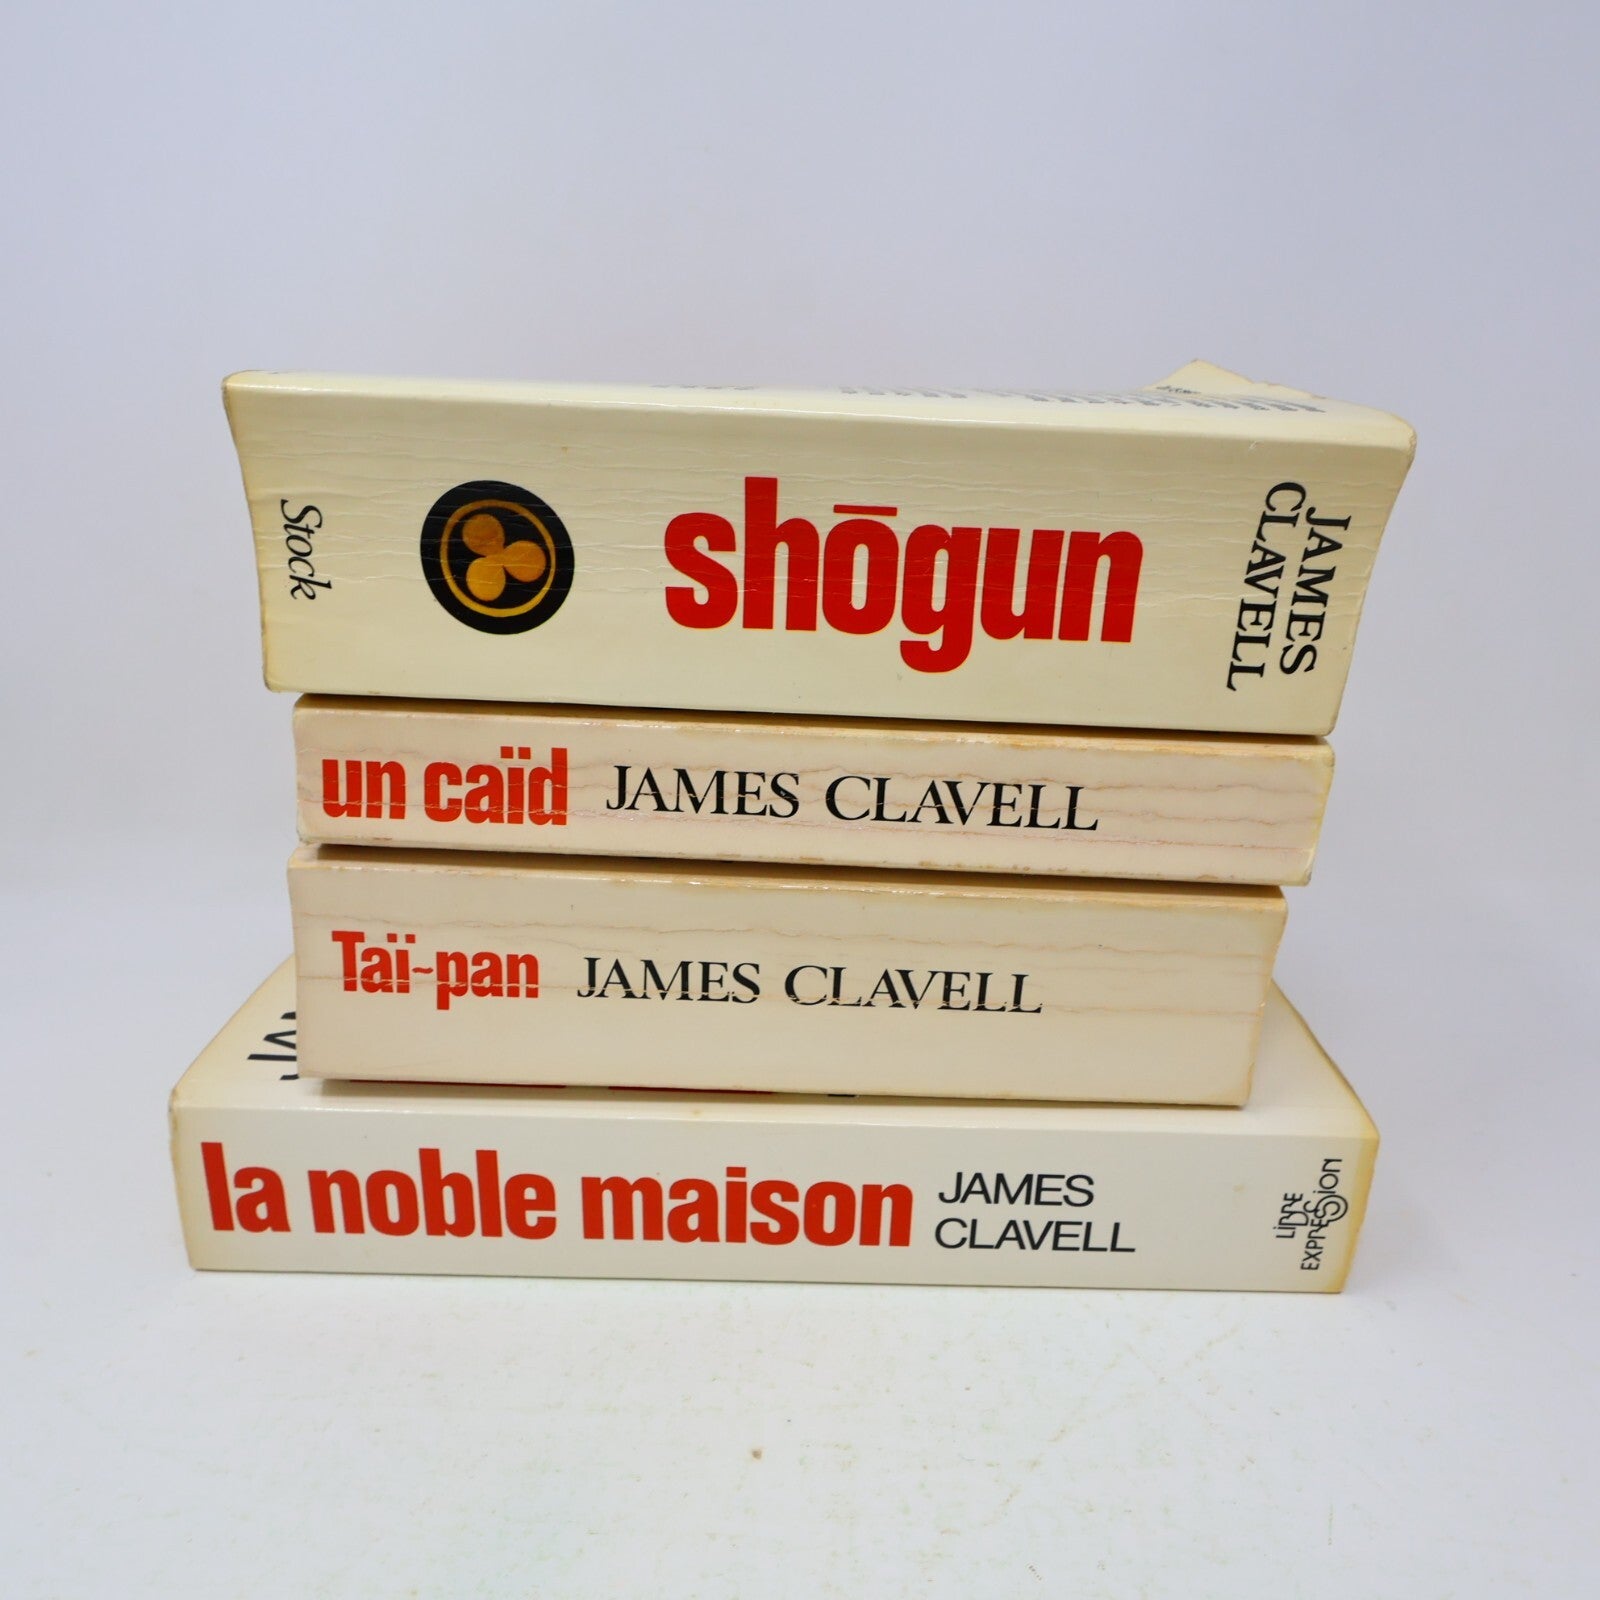 Stock
shōgun
JAMES
CLAVELL
un caïd JAMES CLAVELL
Taï-pan JAMES CLAVELL
la noble maison
JAMES
CLAVELL
LIBRE
EXPRESSION